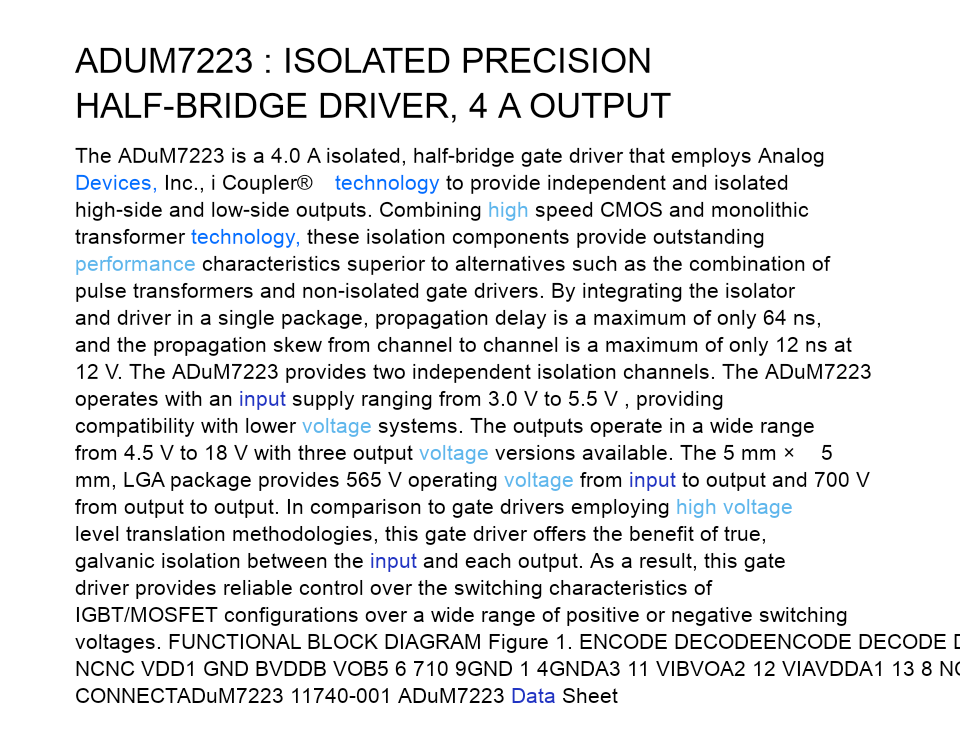 ADUM7223 : ISOLATED PRECISION
HALF-BRIDGE DRIVER, 4 A OUTPUT
The ADuM7223 is a 4.0 A isolated, half-bridge gate driver that employs Analog
Devices, Inc., i Coupler® technology to provide independent and isolated
high-side and low-side outputs. Combining high speed CMOS and monolithic
transformer technology, these isolation components provide outstanding
performance characteristics superior to alternatives such as the combination of
pulse transformers and non-isolated gate drivers. By integrating the isolator
and driver in a single package, propagation delay is a maximum of only 64 ns,
and the propagation skew from channel to channel is a maximum of only 12 ns at
12 V. The ADuM7223 provides two independent isolation channels. The ADuM7223
operates with an input supply ranging from 3.0 V to 5.5 V , providing
compatibility with lower voltage systems. The outputs operate in a wide range
from 4.5 V to 18 V with three output voltage versions available. The 5 mm × 5
mm, LGA package provides 565 V operating voltage from input to output and 700 V
from output to output. In comparison to gate drivers employing high voltage
level translation methodologies, this gate driver offers the benefit of true,
galvanic isolation between the input and each output. As a result, this gate
driver provides reliable control over the switching characteristics of
IGBT/MOSFET configurations over a wide range of positive or negative switching
voltages. FUNCTIONAL BLOCK DIAGRAM Figure 1. ENCODE DECODEENCODE DECODE
NCNC VDD1 GND BVDDB VOB5 6 710 9GND 1 4GNDA3 11 VIBVOA2 12 VIAVDDA1 13 8
CONNECTADuM7223 11740-001 ADuM7223 Data Sheet